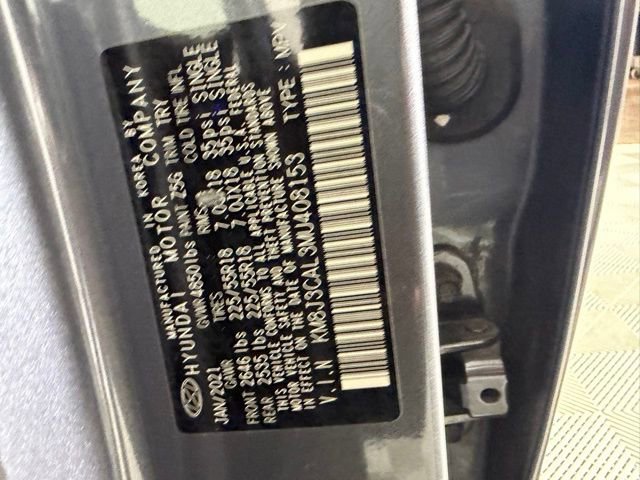 MANUFACTURED IN KOREA BY
HYUNDAI MOTOR COMPANY
JAN/2021 GVWR 4850lbs PANT Z5G TRIM TRY
GAWR TIRES RIMS COLD TIRE INFL.
FRONT 2646 lbs 225/55R18 7.0JX18 35psi SINGLE
REAR 2535 lbs 225/55R18 7.0JX18 35psi SINGLE
THIS VEHICLE CONFORMS TO ALL APPLICABLE U.S.A. FEDERAL
MOTOR VEHICLE SAFETY AND THEFT PREVENTION STANDARDS
IN EFFECT ON THE DATE OF MANUFACTURE SHOWN ABOVE
V.I.N KM8J3CAL3MU408153 TYPE : MPV